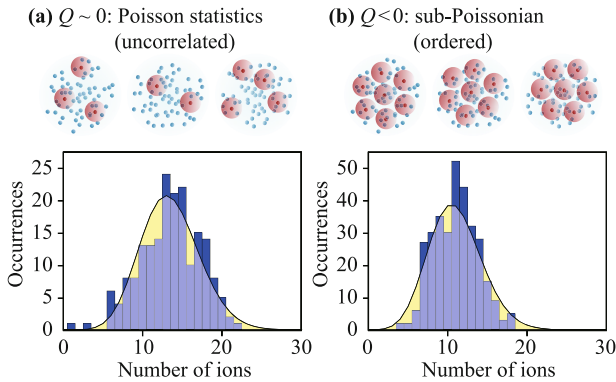 (a) Q ~ 0: Poisson statistics
(uncorrelated)
(b) Q < 0: sub-Poissonian
(ordered)
25
20
15
10
5
0
Occurrences
0 10 20 30
Number of ions
50
40
30
20
10
0
Occurrences
0 10 20 30
Number of ions